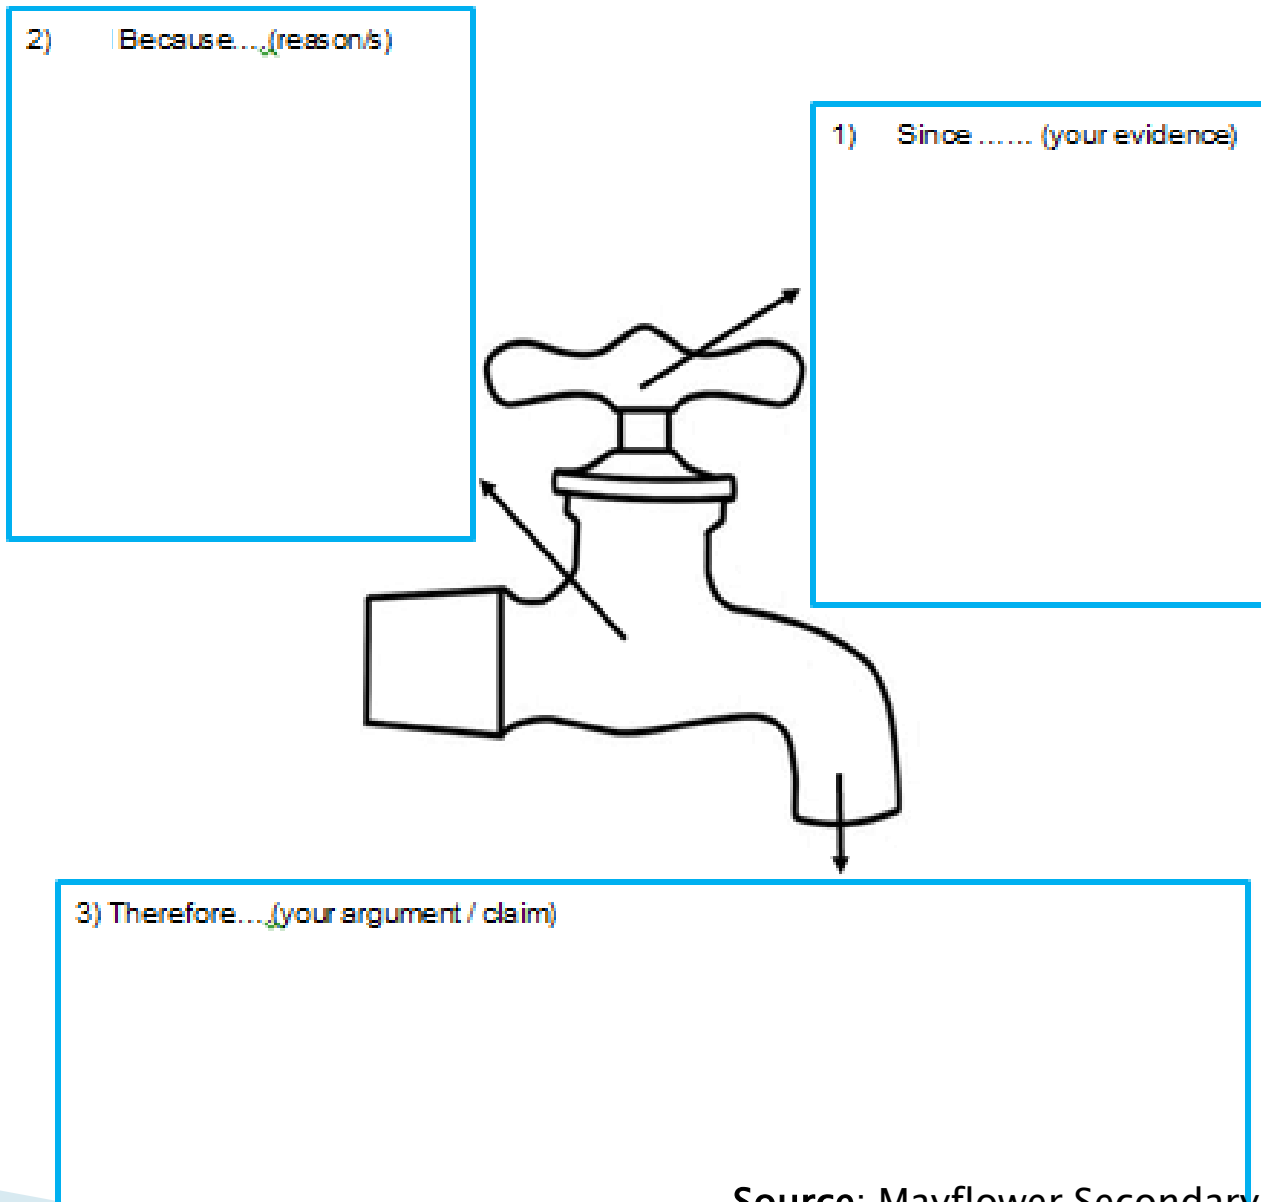 2) Because....(reason/s)
1) Since ...... (your evidence)
3) Therefore....(your argument / claim)
Source: Mayflower Secondary